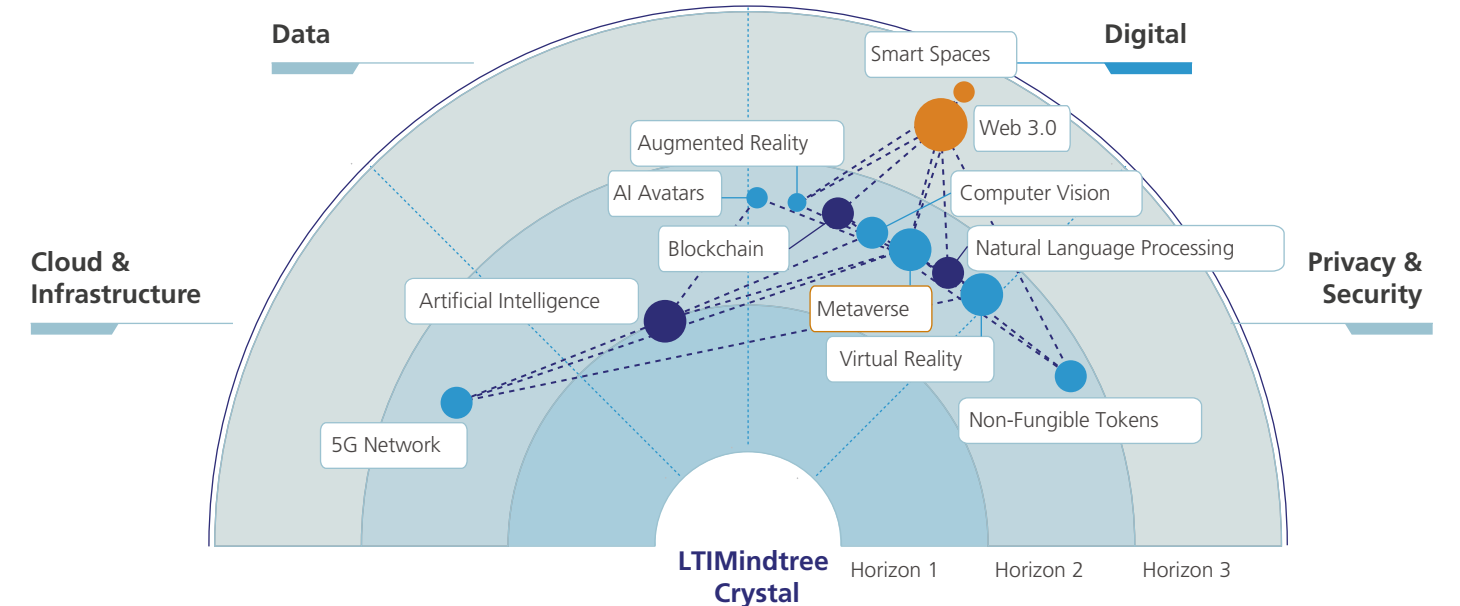 Data
Digital
Smart Spaces
Web 3.0
Augmented Reality
AI Avatars
Computer Vision
Blockchain
Natural Language Processing
Cloud &
Infrastructure
Privacy &
Security
Artificial Intelligence
Metaverse
Virtual Reality
Non-Fungible Tokens
5G Network
LTIMindtree
Crystal
Horizon 1
Horizon 2
Horizon 3